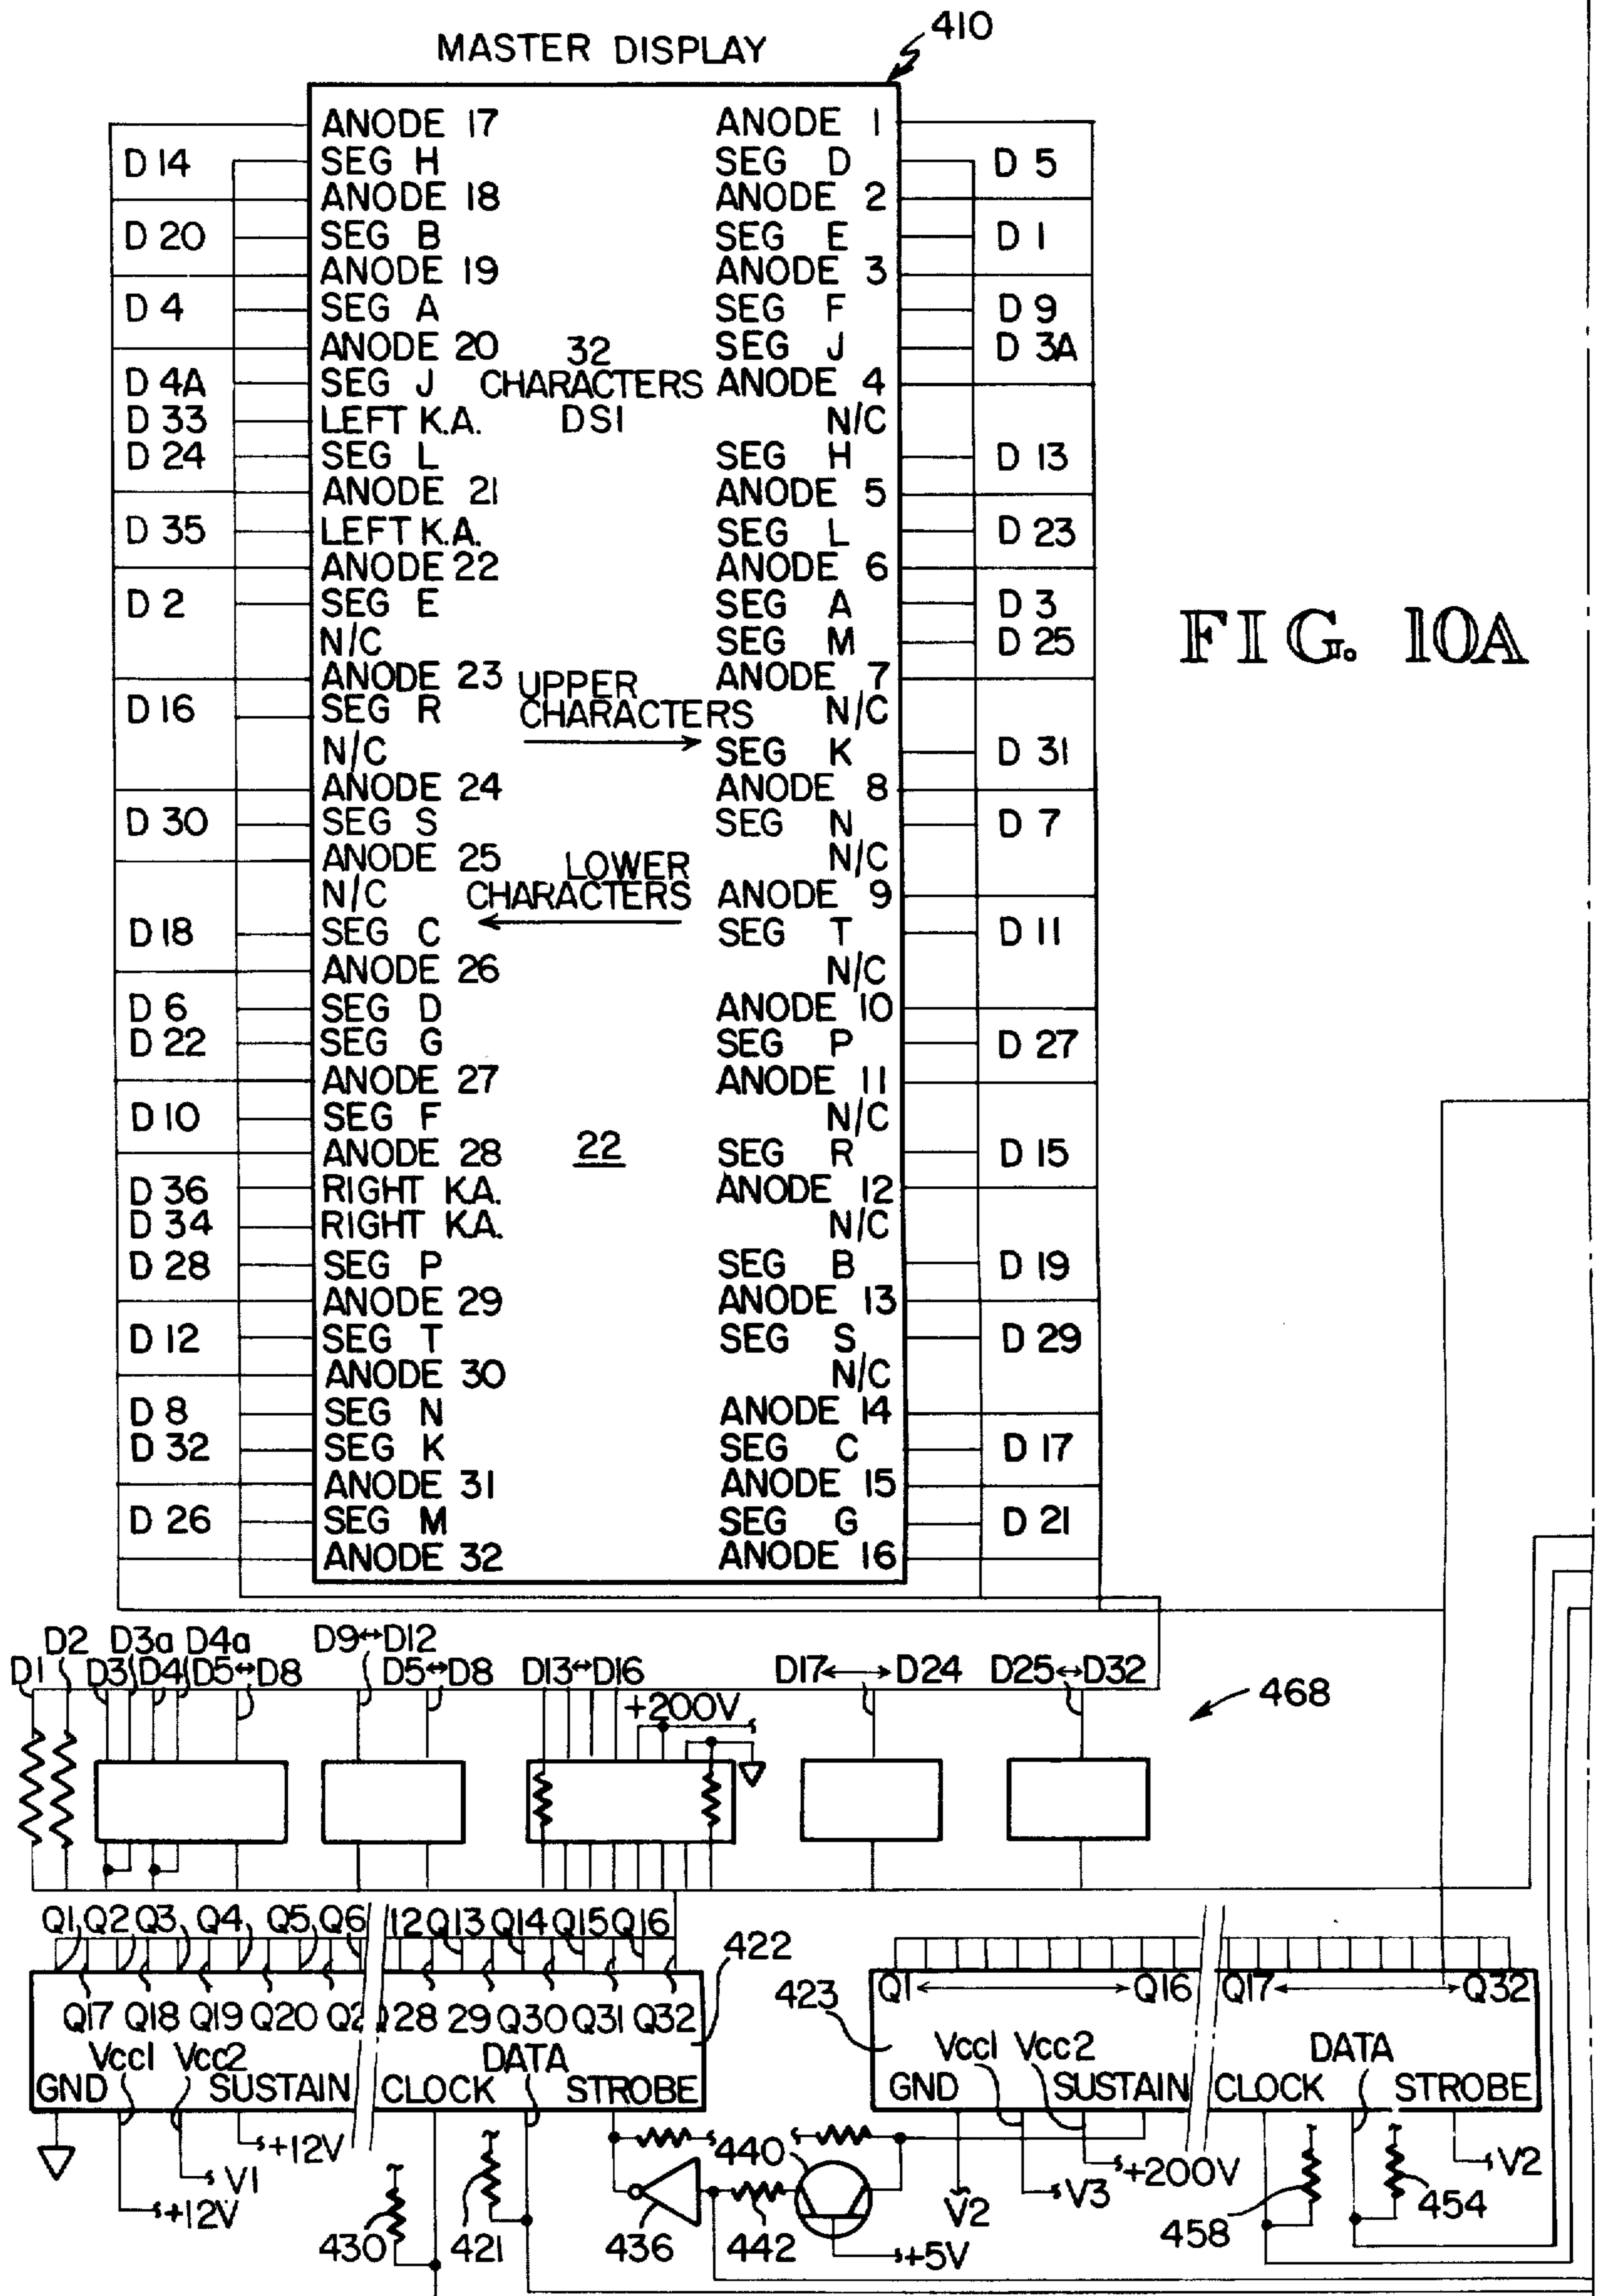 MASTER DISPLAY
410
ANODE 17 ANODE 1
D 14 SEG H SEG D D 5
ANODE 18 ANODE 2
D 20 SEG B SEG E D 1
ANODE 19 ANODE 3
D 4 SEG A SEG F D 9
ANODE 20 32 SEG J D 3A
D 4A SEG J CHARACTERS ANODE 4
D 33 LEFT K.A. DS1 N/C
D 24 SEG L SEG H D 13
ANODE 21 ANODE 5
D 35 LEFT K.A. SEG L D 23
ANODE 22 ANODE 6
D 2 SEG E SEG A D 3
N/C SEG M D 25
ANODE 23 UPPER ANODE 7
D 16 SEG R CHARACTERS N/C
N/C SEG K D 31
ANODE 24 ANODE 8
D 30 SEG S SEG N D 7
ANODE 25 LOWER N/C
N/C CHARACTERS ANODE 9
D 18 SEG C SEG T D 11
ANODE 26 N/C
D 6 SEG D ANODE 10
D 22 SEG G SEG P D 27
ANODE 27 ANODE 11
D 10 SEG F N/C
ANODE 28 22 SEG R D 15
D 36 RIGHT K.A. ANODE 12
D 34 RIGHT K.A. N/C
D 28 SEG P SEG B D 19
ANODE 29 ANODE 13
D 12 SEG T SEG S D 29
ANODE 30 N/C
D 8 SEG N ANODE 14
D 32 SEG K SEG C D 17
ANODE 31 ANODE 15
D 26 SEG M SEG G D 21
ANODE 32 ANODE 16
FIG. 10A
D2 D3a D4a D9↔D12
D1 D3 D4 D5↔D8 D5↔D8 D13↔D16 D17↔D24 D25↔D32
+200V
468
Q1 Q2 Q3 Q4 Q5 Q6 12 Q13 Q14 Q15 Q16
422
Q17 Q18 Q19 Q20 Q2 28 29 Q30 Q31 Q32
Vcc1 Vcc2 DATA
GND SUSTAIN CLOCK STROBE
423
Q1 Q16 Q17 Q32
Vcc1 Vcc2 DATA
GND SUSTAIN CLOCK STROBE
+12V
V1
+12V
430
421
436
442
440
+5V
V2
V3
+200V
458
454
V2